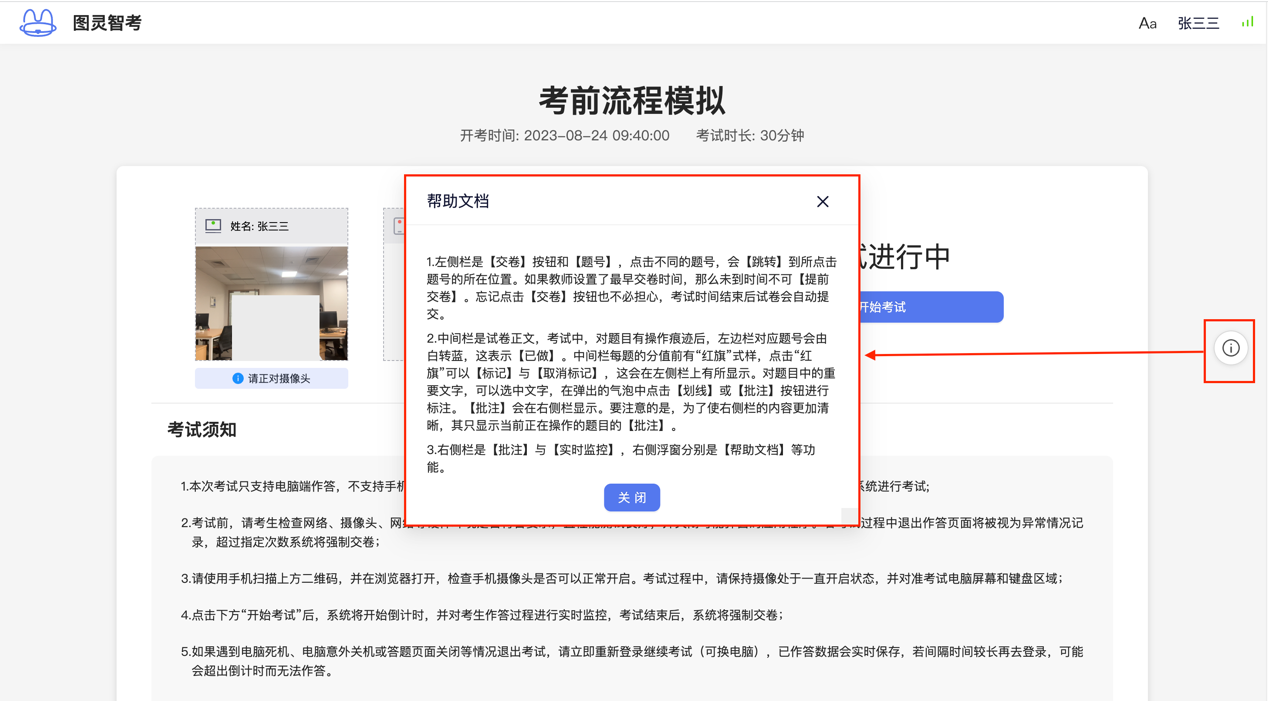 图灵智考
Aa 张三三
考前流程模拟
开考时间: 2023-08-24 09:40:00 考试时长: 30分钟
姓名: 张三三
请正对摄像头
帮助文档
1.左侧栏是【交卷】按钮和【题号】，点击不同的题号，会【跳转】到所点击
题号的所在位置。如果教师设置了最早交卷时间，那么未到时间不可【提前
交卷】。忘记点击【交卷】按钮也不必担心，考试时间结束后试卷会自动提
交。
2.中间栏是试卷正文，考试中，对题目有操作痕迹后，左边栏对应题号会由
白转蓝，这表示【已做】。中间栏每题的分值前有“红旗”式样，点击“红
旗”可以【标记】与【取消标记】，这会在左侧栏上有所显示。对题目中的重
要文字，可以选中文字，在弹出的气泡中点击【划线】或【批注】按钮进行
标注。【批注】会在右侧栏显示。要注意的是，为了使右侧栏的内容更加清
晰，其只显示当前正在操作的题目的【批注】。
3.右侧栏是【批注】与【实时监控】，右侧浮窗分别是【帮助文档】等功
能。
关 闭
进行中
开始考试
考试须知
1.本次考试只支持电脑端作答，不支持手机
系统进行考试;
2.考试前，请考生检查网络、摄像头、网
过程中退出作答页面将被视为异常情况记
录，超过指定次数系统将强制交卷；
3.请使用手机扫描上方二维码，并在浏览器打开，检查手机摄像头是否可以正常开启。考试过程中，请保持摄像处于一直开启状态，并对准考试电脑屏幕和键盘区域；
4.点击下方“开始考试”后，系统将开始倒计时，并对考生作答过程进行实时监控，考试结束后，系统将强制交卷；
5.如果遇到电脑死机、电脑意外关机或答题页面关闭等情况退出考试，请立即重新登录继续考试（可换电脑），已作答数据会实时保存，若间隔时间较长再去登录，可能
会超出倒计时而无法作答。